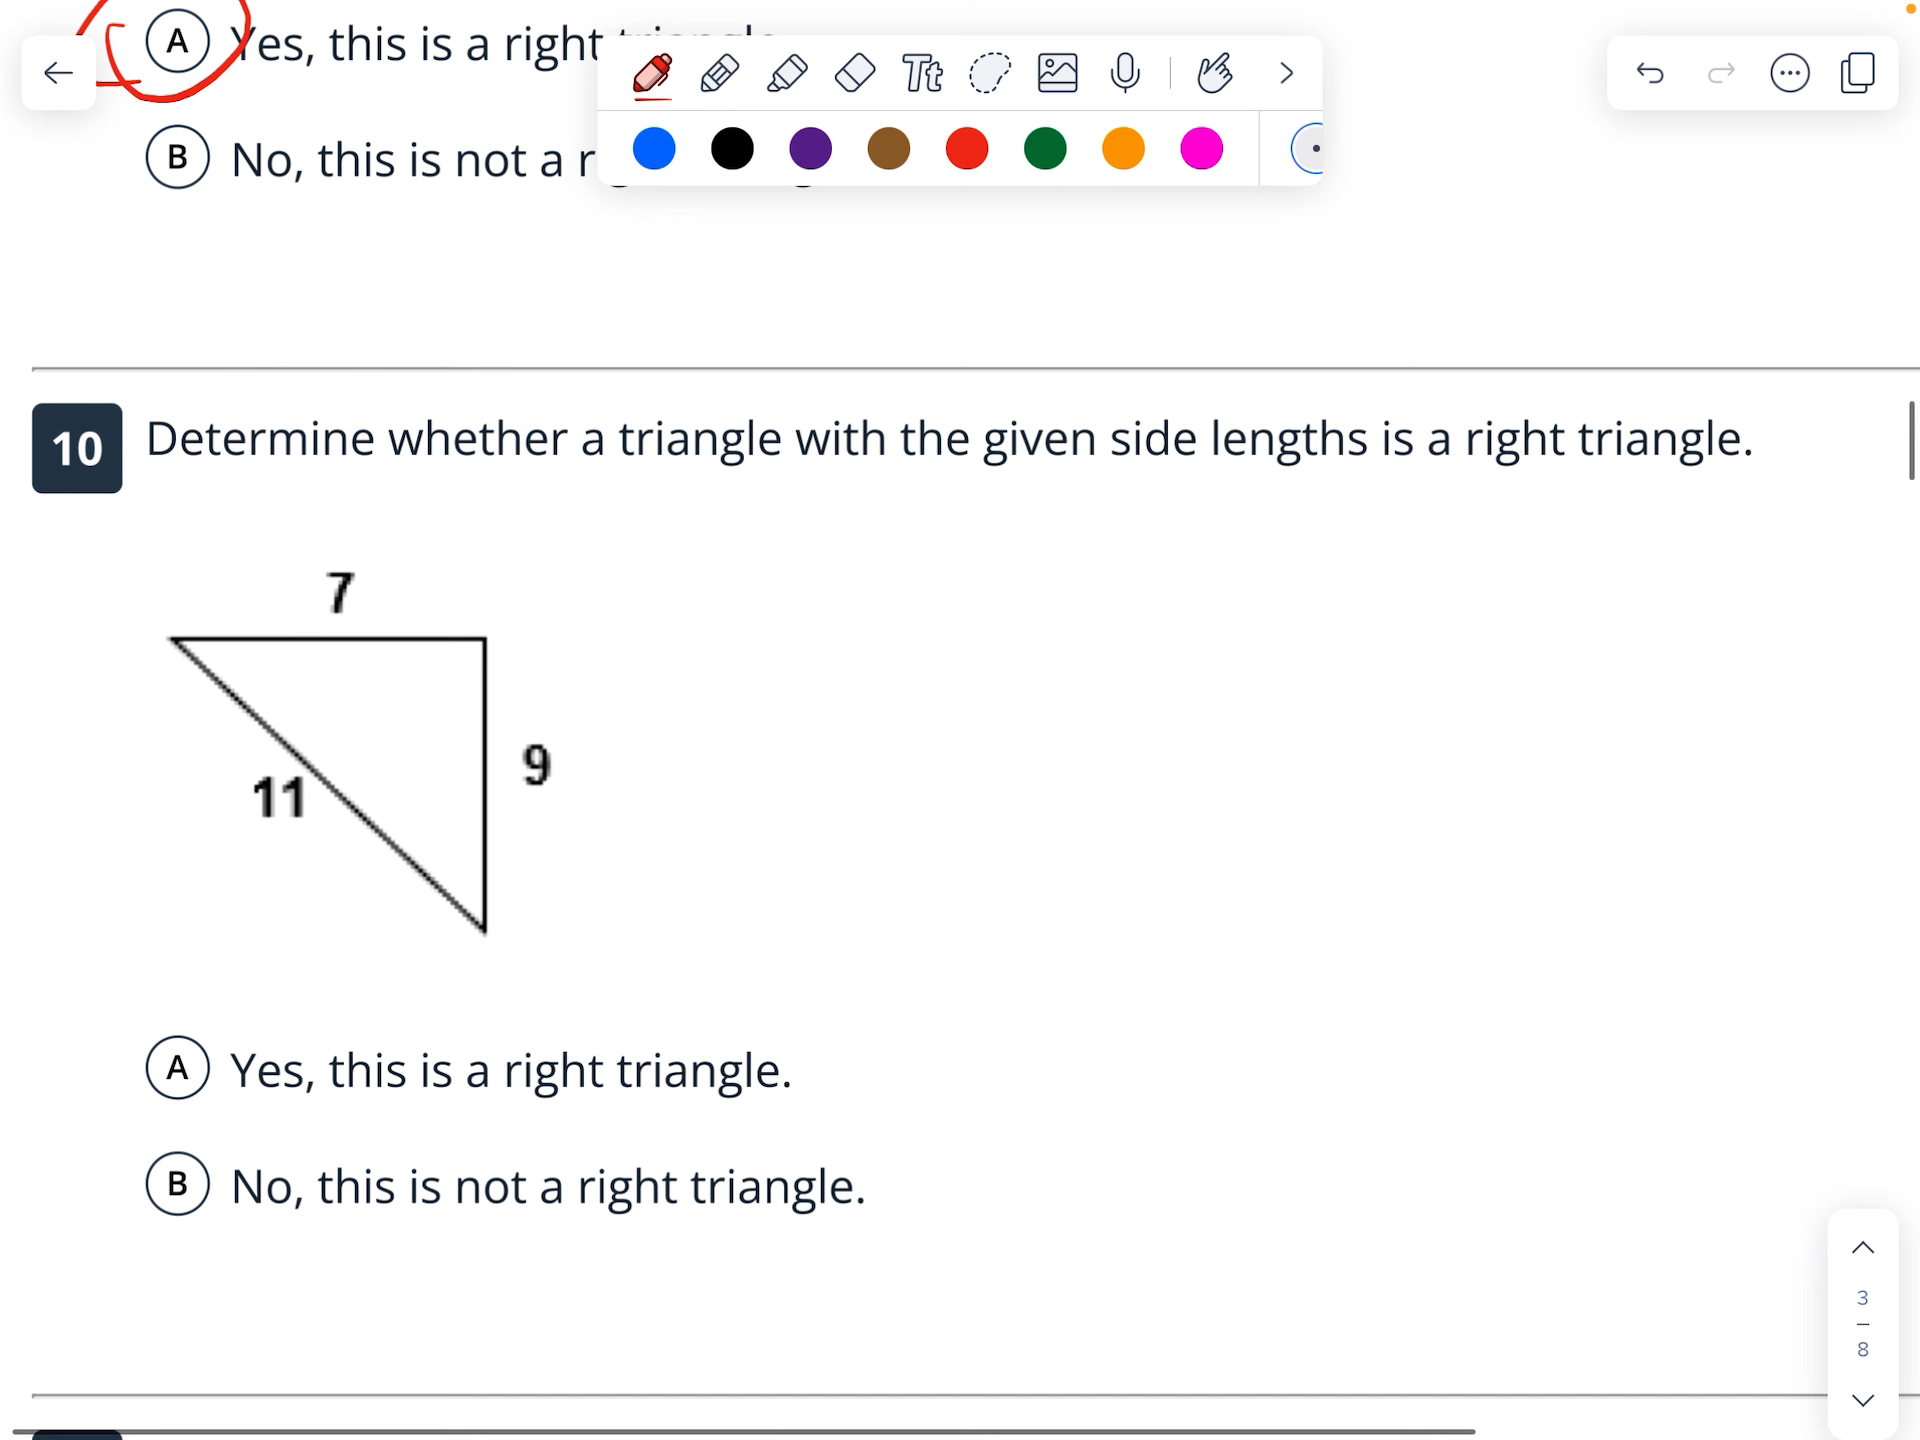 A Yes, this is a right
B No, this is not a r
Tt
10 Determine whether a triangle with the given side lengths is a right triangle.
7
9
11
A Yes, this is a right triangle.
B No, this is not a right triangle.
3
8